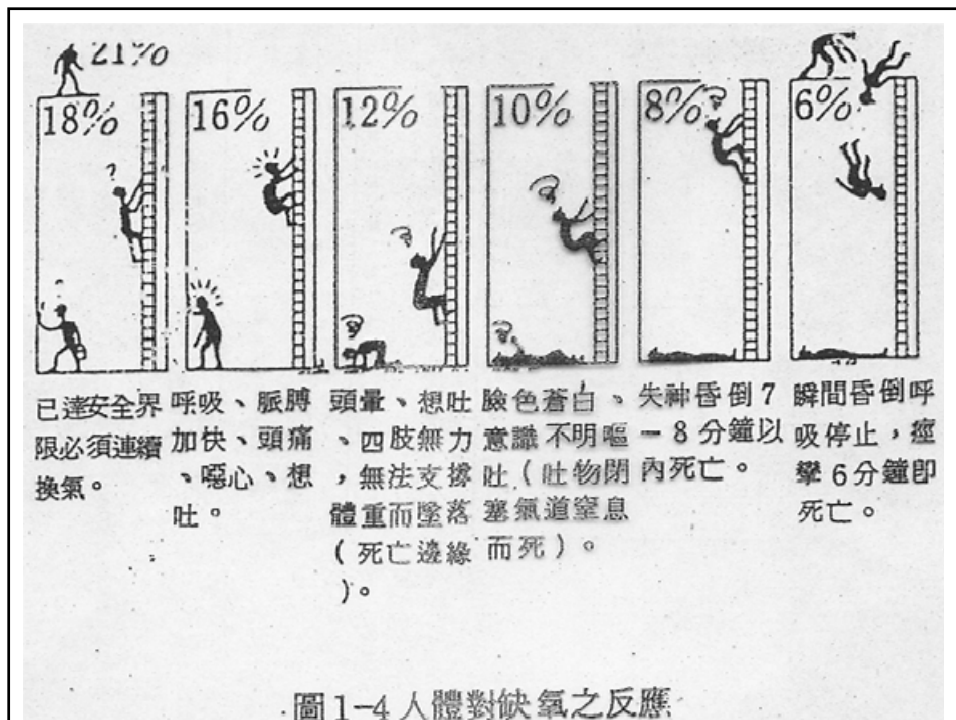 21%
18%
16%
12%
10%
8%
6%
已達安全界
限必須連續
換氣。
呼吸、脈膊
加快、頭痛
、噁心、想
吐。
頭暈、想吐
、四肢無力
，無法支撐
體重而墜落
（死亡邊緣
）。
臉色蒼白、
意識不明嘔
吐（吐物閉
塞氣道窒息
而死）。
失神昏倒7
－8分鐘以
內死亡。
瞬間昏倒呼
吸停止，痙
攣6分鐘即
死亡。
圖1-4人體對缺氧之反應